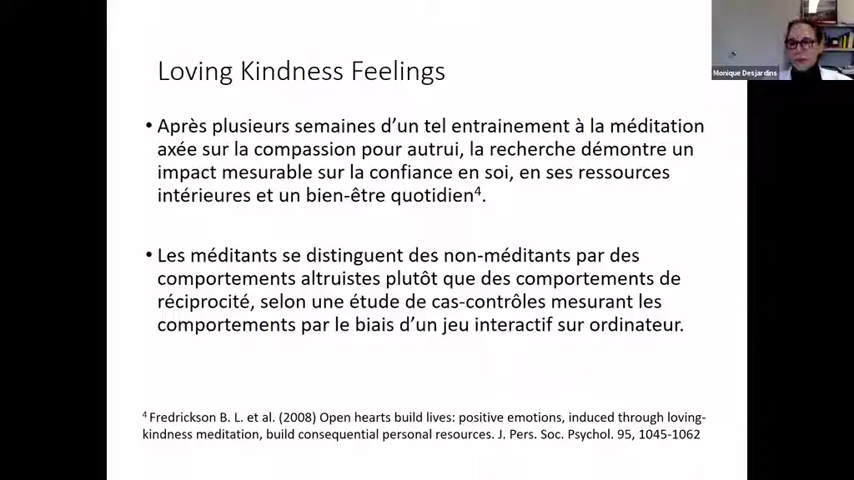 Loving Kindness Feelings
Monique Desjardins
• Après plusieurs semaines d’un tel entrainement à la méditation
axée sur la compassion pour autrui, la recherche démontre un
impact mesurable sur la confiance en soi, en ses ressources
intérieures et un bien-être quotidien⁴.
• Les méditants se distinguent des non-méditants par des
comportements altruistes plutôt que des comportements de
réciprocité, selon une étude de cas-contrôles mesurant les
comportements par le biais d’un jeu interactif sur ordinateur.
⁴ Fredrickson B. L. et al. (2008) Open hearts build lives: positive emotions, induced through loving-
kindness meditation, build consequential personal resources. J. Pers. Soc. Psychol. 95, 1045-1062